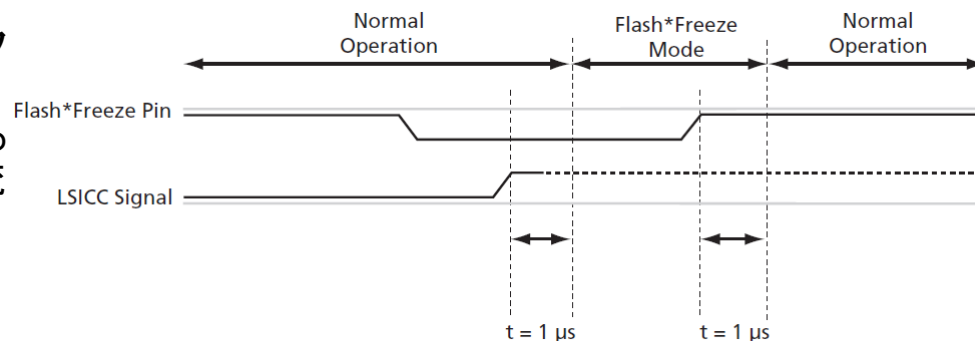 Normal
Operation
Flash*Freeze
Mode
Normal
Operation
Flash*Freeze Pin
LSICC Signal
t = 1 µs
t = 1 µs